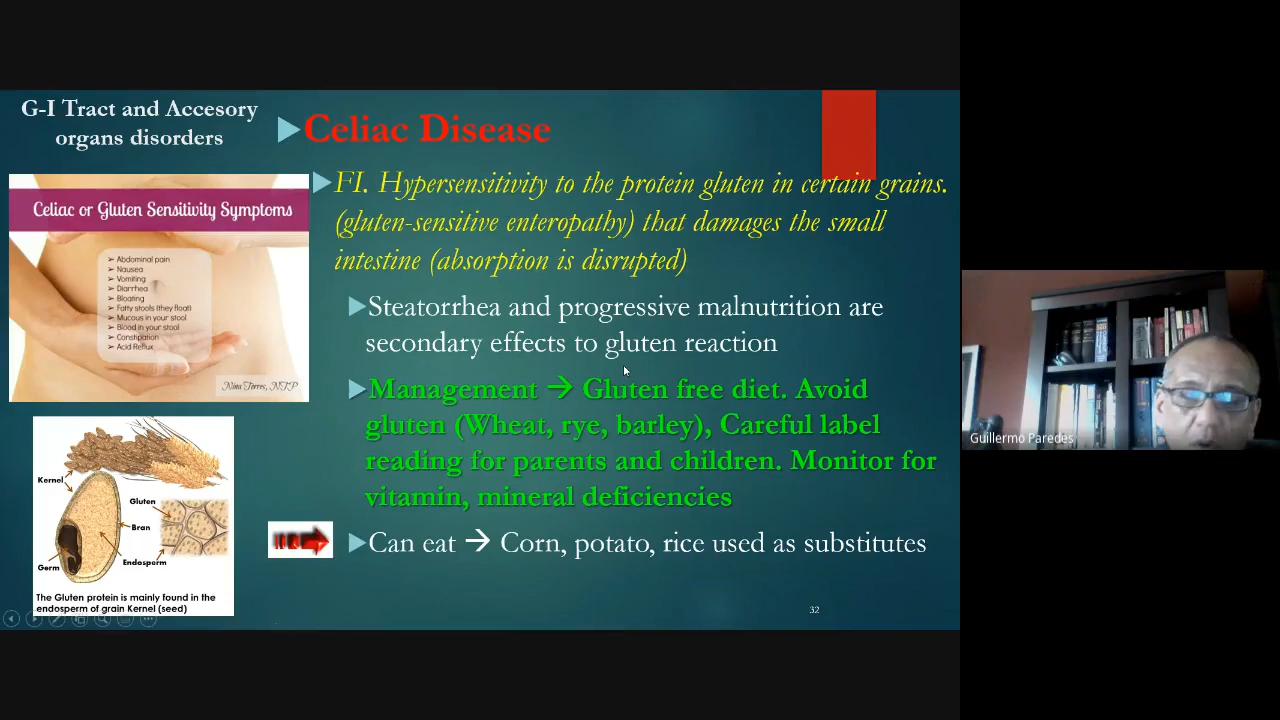 G-I Tract and Accesory
organs disorders
Celiac Disease
FI. Hypersensitivity to the protein gluten in certain grains.
(gluten-sensitive enteropathy) that damages the small
intestine (absorption is disrupted)
Steatorrhea and progressive malnutrition are
secondary effects to gluten reaction
Management → Gluten free diet. Avoid
gluten (Wheat, rye, barley), Careful label
reading for parents and children. Monitor for
vitamin, mineral deficiencies
Can eat → Corn, potato, rice used as substitutes
32
Celiac or Gluten Sensitivity Symptoms
➢ Abdominal pain
➢ Nausea
➢ Vomiting
➢ Diarrhea
➢ Bloating
➢ Fatty stools (they float)
➢ Mucous in your stool
➢ Blood in your stool
➢ Constipation
➢ Acid Reflux
Nina Torres, NTP
Kernel
Gluten
Bran
Endosperm
Germ
The Gluten protein is mainly found in the
endosperm of grain Kernel (seed)
Guillermo Paredes